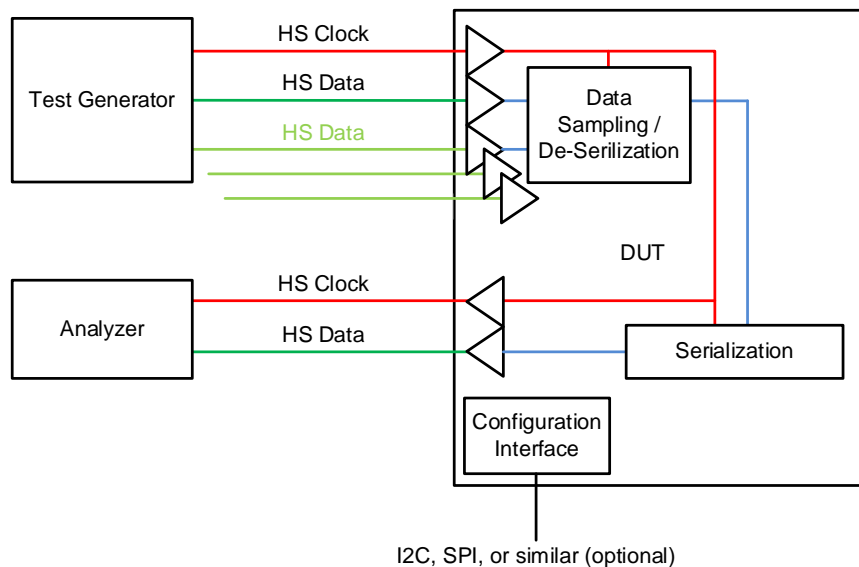 HS Clock
Test Generator
HS Data
HS Data
Data
Sampling /
De-Serilization
DUT
HS Clock
Analyzer
HS Data
Serialization
Configuration
Interface
I2C, SPI, or similar (optional)